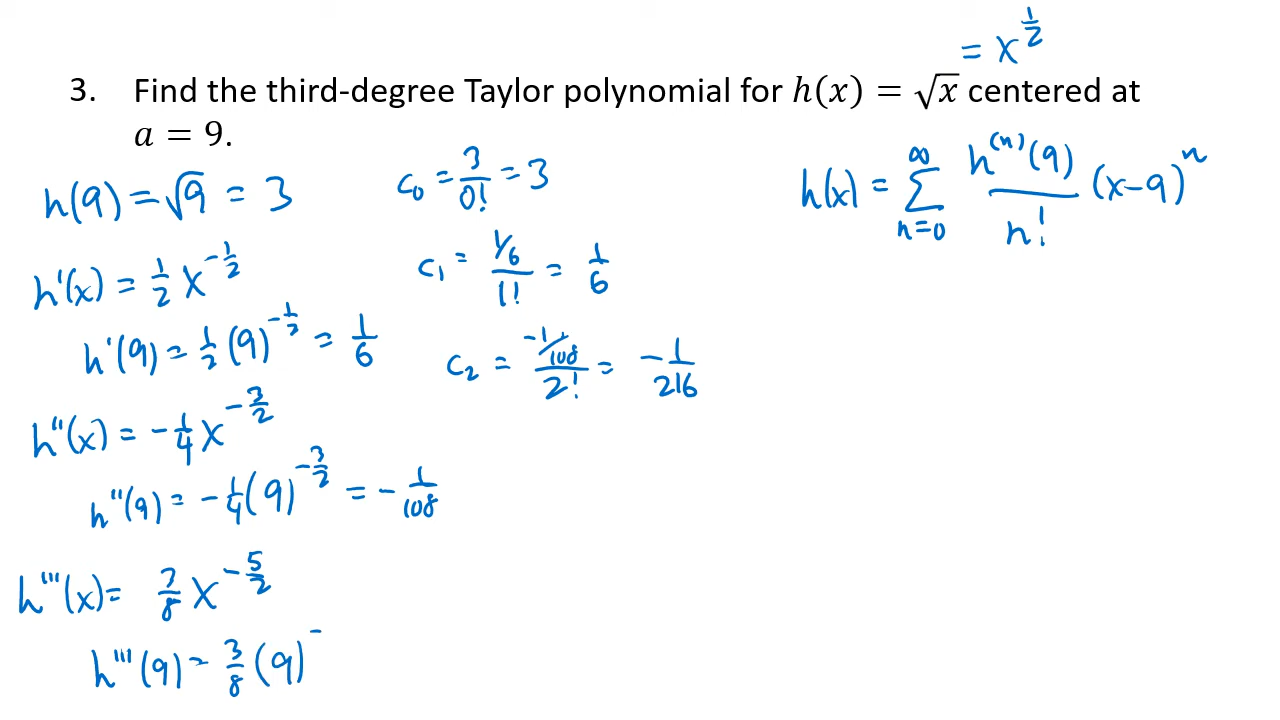 = x^{1/2}
3. Find the third-degree Taylor polynomial for h(x) = √x centered at
a = 9.
h(9) = √9 = 3
h'(x) = 1/2 x^{-1/2}
h'(9) = 1/2 (9)^{-1/2} = 1/6
h''(x) = -1/4 x^{-3/2}
h''(9) = -1/4 (9)^{-3/2} = -1/108
h'''(x) = 3/8 x^{-5/2}
h'''(9) = 3/8 (9)^{-
c₀ = 3/0! = 3
c₁ = (1/6)/1! = 1/6
c₂ = (-1/108)/2! = -1/216
h(x) = ∑_{n=0}^{∞} h^{(n)}(9)/n! (x-9)^n